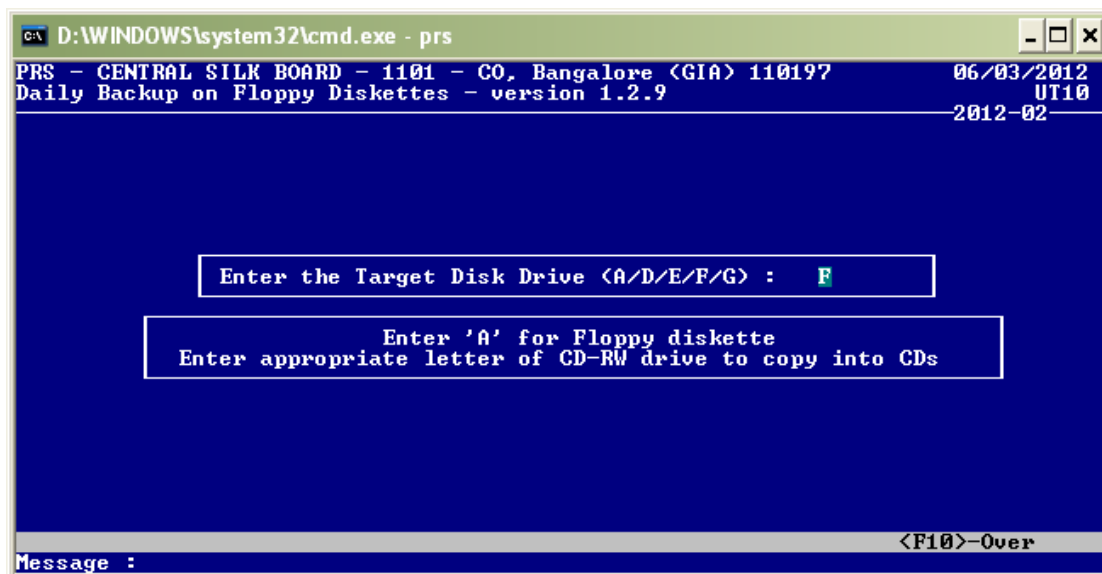 D:\WINDOWS\system32\cmd.exe - prs
PRS - CENTRAL SILK BOARD - 1101 - CO, Bangalore (GIA) 110197 06/03/2012
Daily Backup on Floppy Diskettes - version 1.2.9 UT10
2012-02
Enter the Target Disk Drive (A/D/E/F/G) : F
Enter 'A' for Floppy diskette
Enter appropriate letter of CD-RW drive to copy into CDs
<F10>-Over
Message :